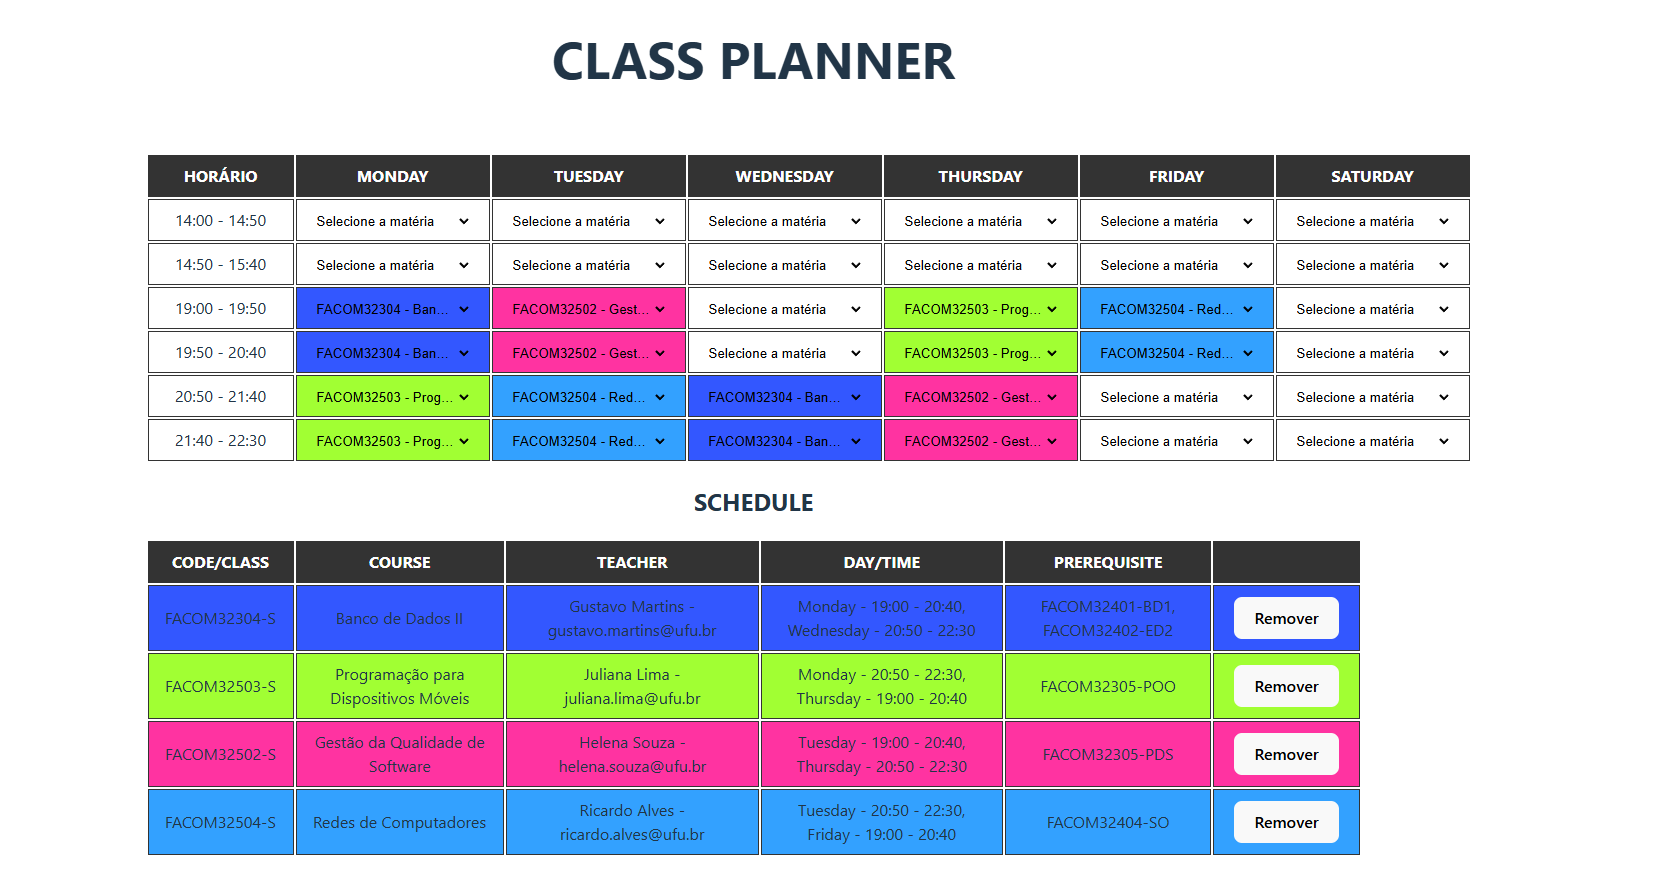 CLASS PLANNER
HORÁRIO MONDAY TUESDAY WEDNESDAY THURSDAY FRIDAY SATURDAY
14:00 - 14:50 Selecione a matéria Selecione a matéria Selecione a matéria Selecione a matéria Selecione a matéria Selecione a matéria
14:50 - 15:40 Selecione a matéria Selecione a matéria Selecione a matéria Selecione a matéria Selecione a matéria Selecione a matéria
19:00 - 19:50 FACOM32304 - Ban... FACOM32502 - Gest... Selecione a matéria FACOM32503 - Prog... FACOM32504 - Red... Selecione a matéria
19:50 - 20:40 FACOM32304 - Ban... FACOM32502 - Gest... Selecione a matéria FACOM32503 - Prog... FACOM32504 - Red... Selecione a matéria
20:50 - 21:40 FACOM32503 - Prog... FACOM32504 - Red... FACOM32304 - Ban... FACOM32502 - Gest... Selecione a matéria Selecione a matéria
21:40 - 22:30 FACOM32503 - Prog... FACOM32504 - Red... FACOM32304 - Ban... FACOM32502 - Gest... Selecione a matéria Selecione a matéria
SCHEDULE
CODE/CLASS COURSE TEACHER DAY/TIME PREREQUISITE
FACOM32304-S Banco de Dados II Gustavo Martins - Monday - 19:00 - 20:40, FACOM32401-BD1, Remover
gustavo.martins@ufu.br Wednesday - 20:50 - 22:30 FACOM32402-ED2
FACOM32503-S Programação para Juliana Lima - Monday - 20:50 - 22:30, FACOM32305-POO Remover
Dispositivos Móveis juliana.lima@ufu.br Thursday - 19:00 - 20:40
FACOM32502-S Gestão da Qualidade de Helena Souza - Tuesday - 19:00 - 20:40, FACOM32305-PDS Remover
Software helena.souza@ufu.br Thursday - 20:50 - 22:30
FACOM32504-S Redes de Computadores Ricardo Alves - Tuesday - 20:50 - 22:30, FACOM32404-SO Remover
ricardo.alves@ufu.br Friday - 19:00 - 20:40